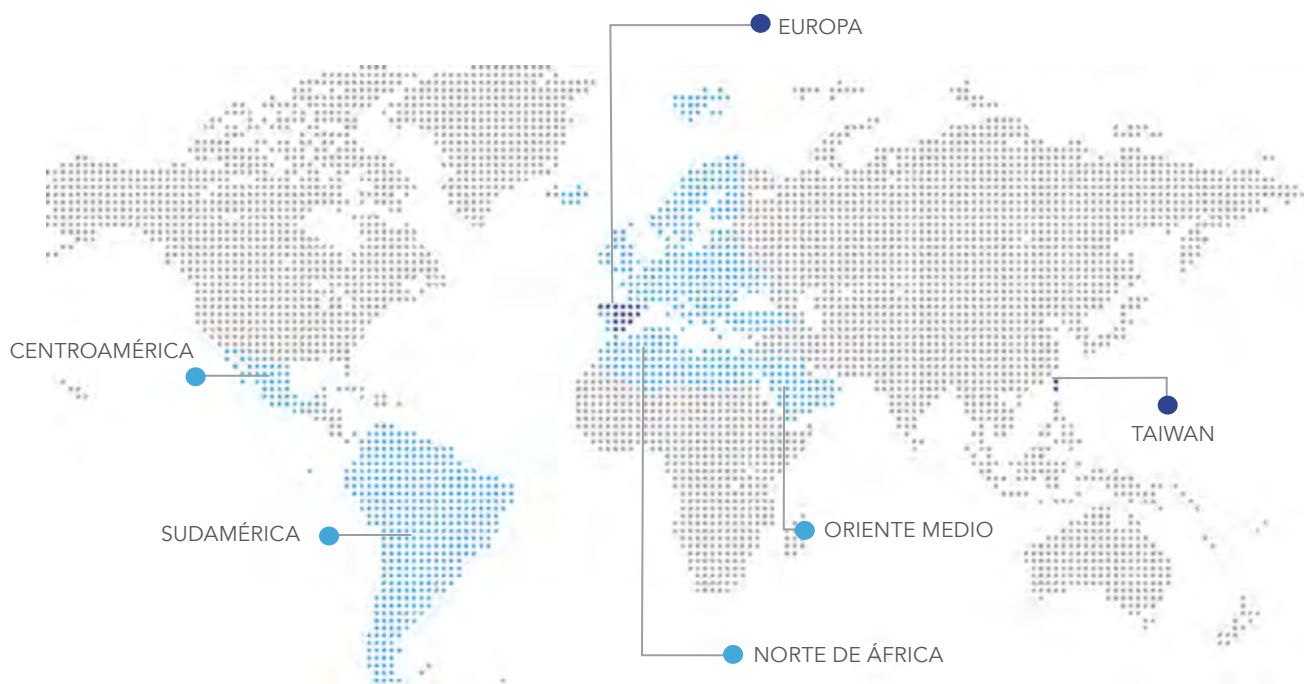 EUROPA
CENTROAMÉRICA
TAIWAN
SUDAMÉRICA
ORIENTE MEDIO
NORTE DE ÁFRICA